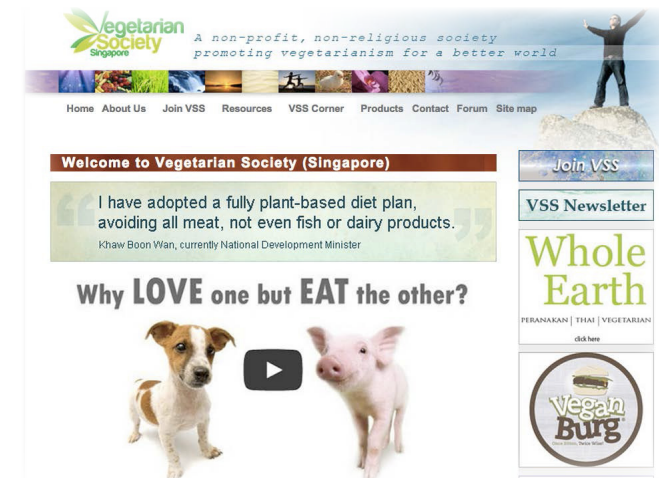 Vegetarian
Society
Singapore
A non-profit, non-religious society
promoting vegetarianism for a better world
Home About Us Join VSS Resources VSS Corner Products Contact Forum Site map
Welcome to Vegetarian Society (Singapore)
I have adopted a fully plant-based diet plan,
avoiding all meat, not even fish or dairy products.
Khaw Boon Wan, currently National Development Minister
Why LOVE one but EAT the other?
Join VSS
VSS Newsletter
Whole
Earth
PERANAKAN | THAI | VEGETARIAN
click here
Vegan
Burg